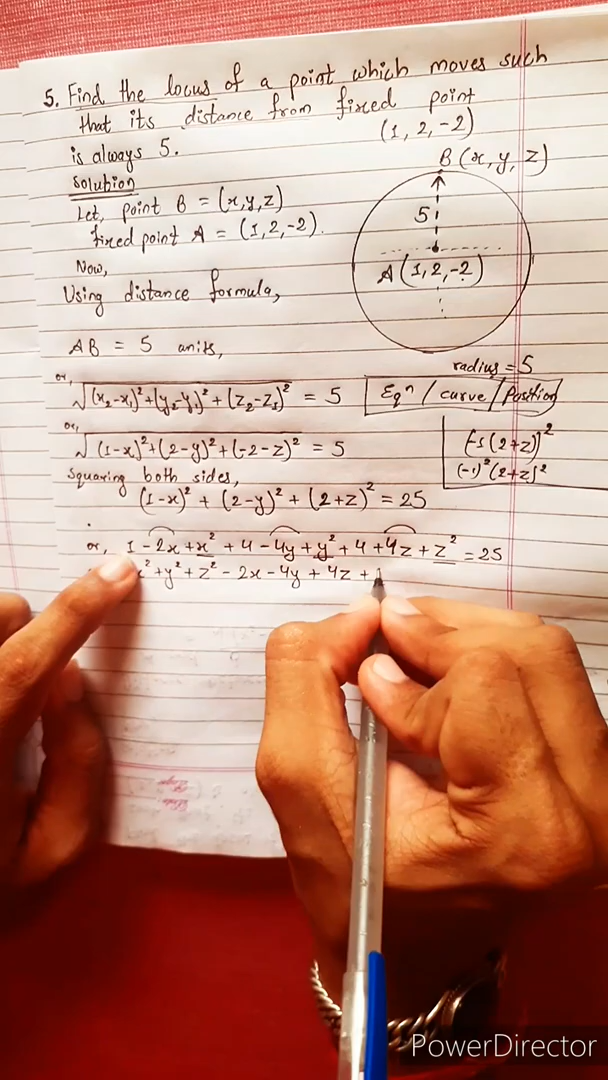 5. Find the locus of a point which moves such
that its distance from fixed point
(1, 2, -2)
is always 5.
Solution
Let, point B = (x,y,z)
fixed point A = (1,2,-2).
Now,
Using distance formula,
B (x, y, z)
5
A (1, 2, -2)
radius = 5
AB = 5 units,
or, √(x₂-x₁)²+(y₂-y₁)²+(z₂-z₁)² = 5
Eqⁿ / curve / Position
or, √(1-x)²+(2-y)²+(-2-z)² = 5
(-1(2+z))²
(-1)²(2+z)²
Squaring both sides,
(1-x)² + (2-y)² + (2+z)² = 25
or, 1 - 2x + x² + 4 - 4y + y² + 4 + 4z + z² = 25
x² + y² + z² - 2x - 4y + 4z +
PowerDirector